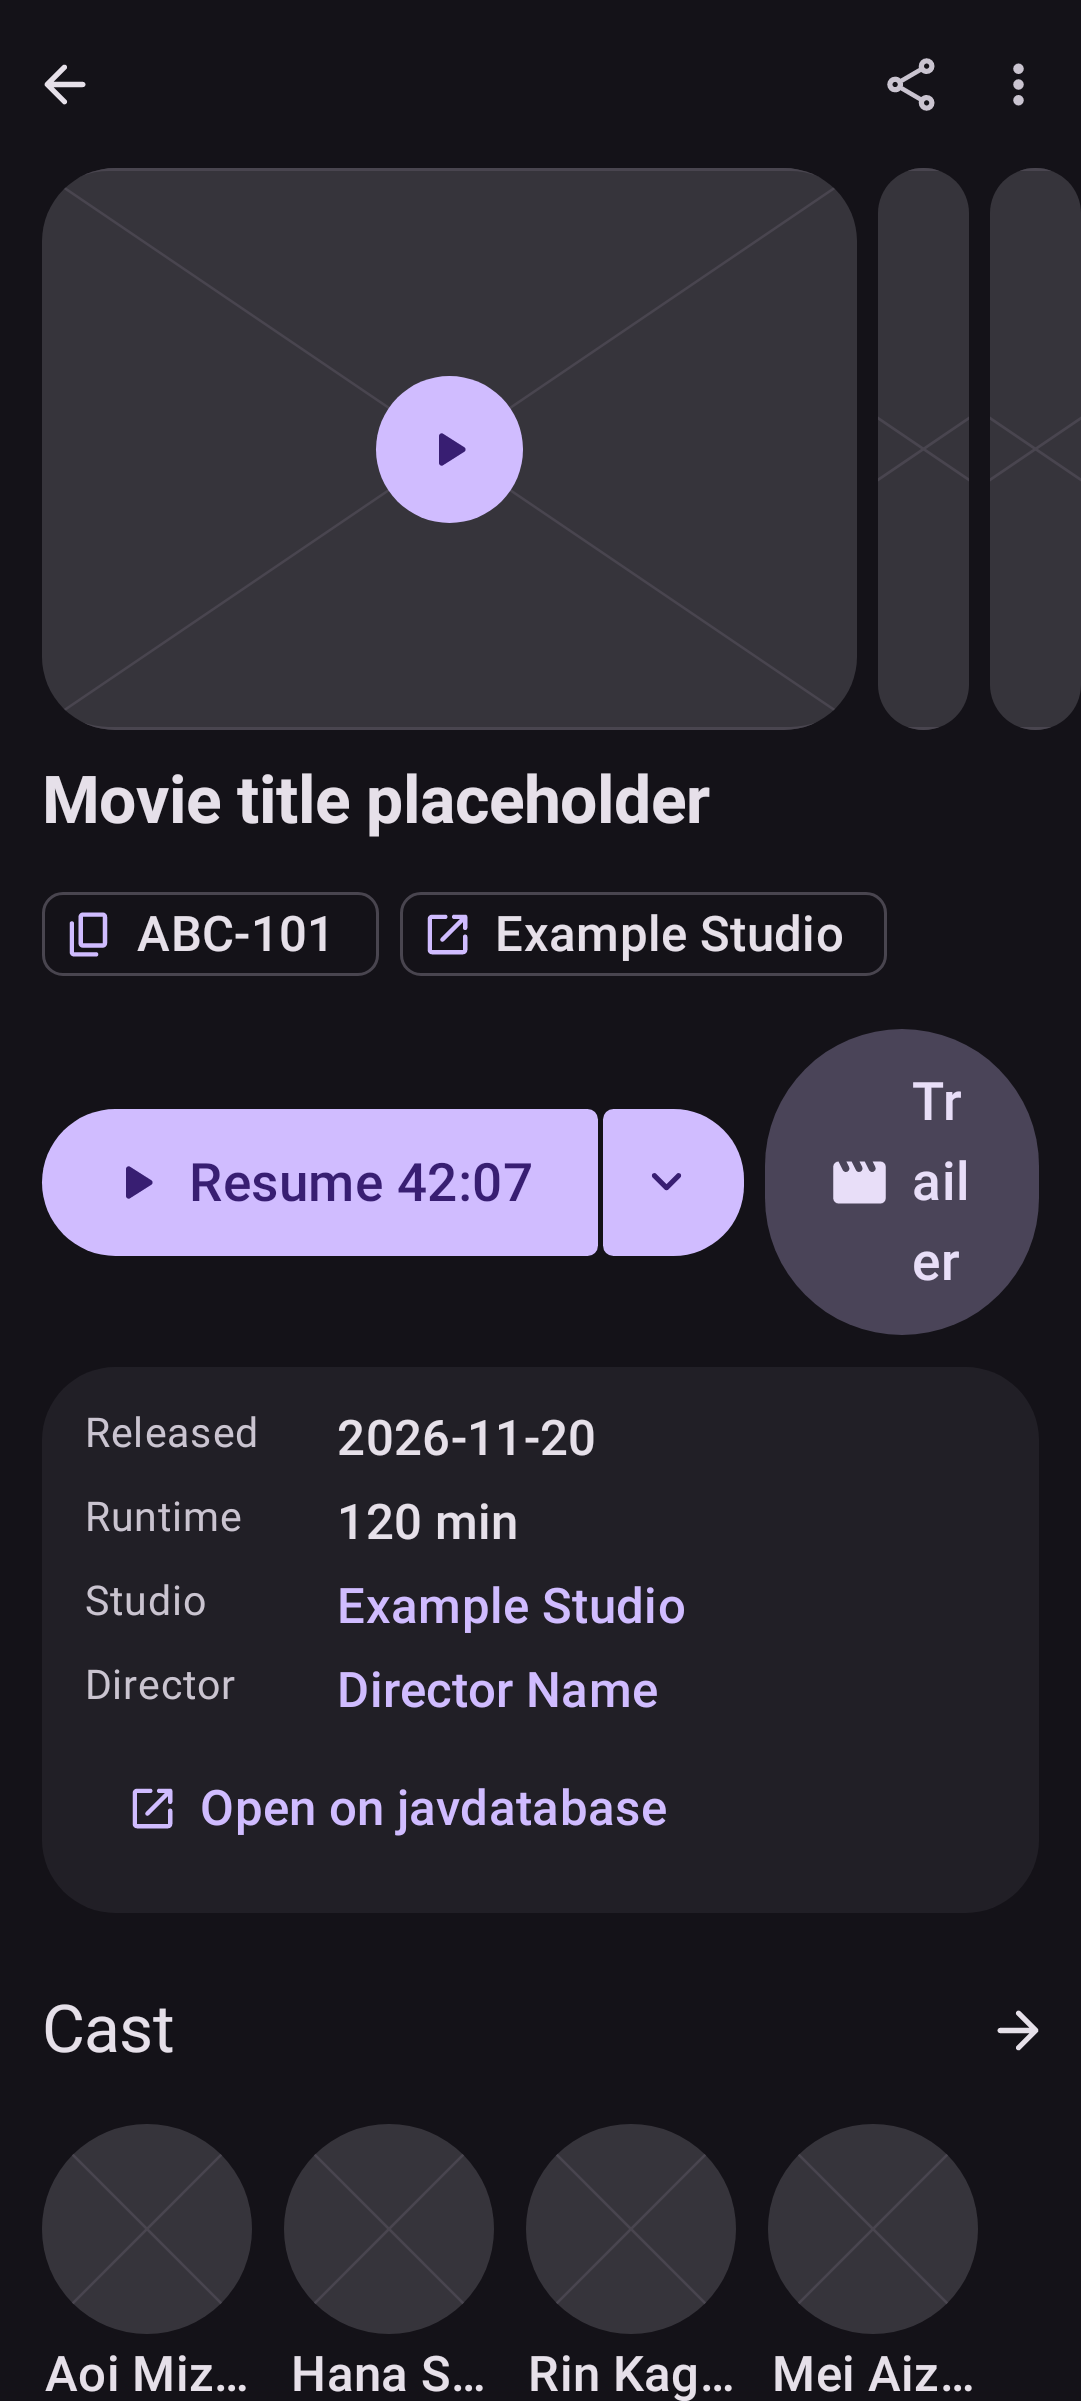 Movie title placeholder
ABC-101
Example Studio
Resume 42:07
Tr
ail
er
Released 2026-11-20
Runtime 120 min
Studio Example Studio
Director Director Name
Open on javdatabase
Cast
Aoi Miz... Hana S... Rin Kag... Mei Aiz...